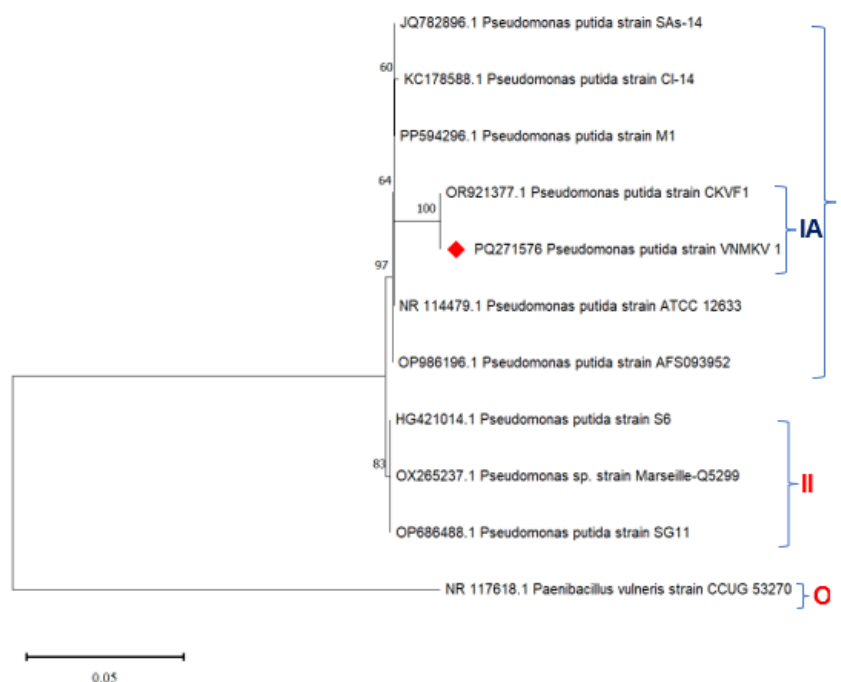 JQ782896.1 Pseudomonas putida strain SAs-14
60
KC178588.1 Pseudomonas putida strain CI-14
PP594296.1 Pseudomonas putida strain M1
64
OR921377.1 Pseudomonas putida strain CKVF1
100
IA
PQ271576 Pseudomonas putida strain VNMKV 1
97
NR 114479.1 Pseudomonas putida strain ATCC 12633
OP986196.1 Pseudomonas putida strain AFS093952
HG421014.1 Pseudomonas putida strain S6
83
OX265237.1 Pseudomonas sp. strain Marseille-Q5299
II
OP686488.1 Pseudomonas putida strain SG11
NR 117618.1 Paenibacillus vulneris strain CCUG 53270
O
0.05